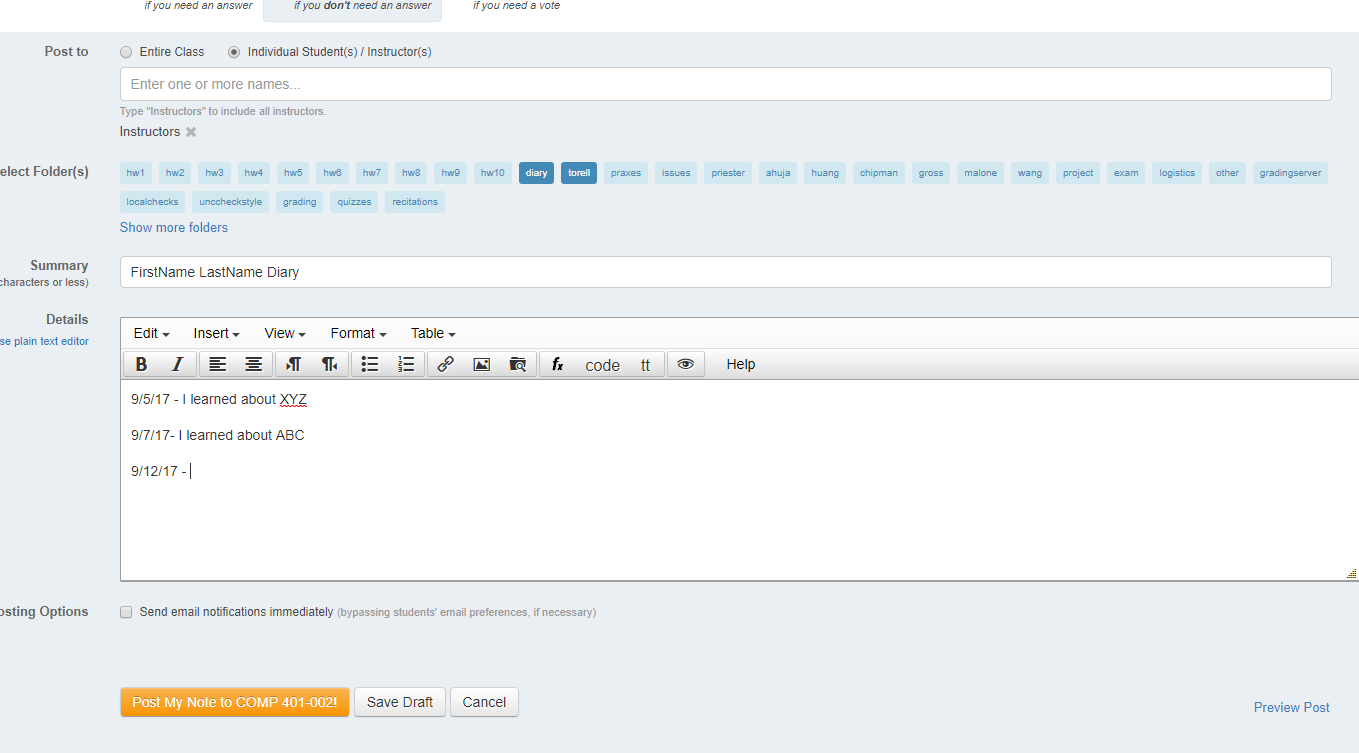 if you need an answer if you don't need an answer if you need a vote
Post to Entire Class Individual Student(s) / Instructor(s)
Enter one or more names...
Type "Instructors" to include all instructors.
Instructors
elect Folder(s) hw1 hw2 hw3 hw4 hw5 hw6 hw7 hw8 hw9 hw10 diary torell praxes issues priester ahuja huang chipman gross malone wang project exam logistics other gradingserver
localchecks unccheckstyle grading quizzes recitations
Show more folders
Summary FirstName LastName Diary
characters or less)
Details Edit Insert View Format Table
se plain text editor
B I fx code tt Help
9/5/17 - I learned about XYZ
9/7/17- I learned about ABC
9/12/17 -
osting Options Send email notifications immediately (bypassing students' email preferences, if necessary)
Post My Note to COMP 401-002! Save Draft Cancel Preview Post